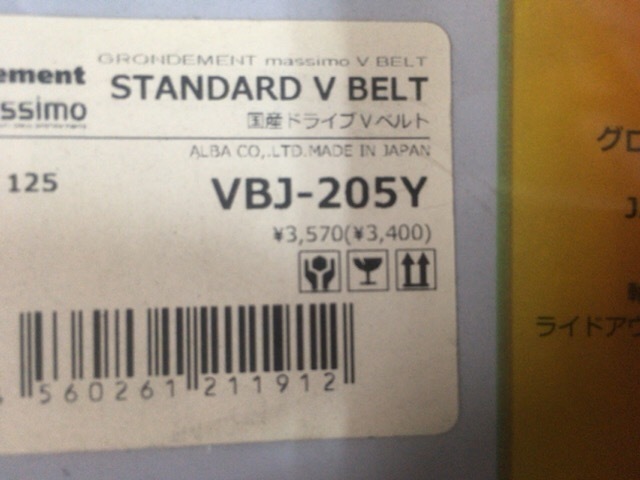 GRONDEMENT massimo V BELT
ement
STANDARD V BELT
ssimo
国産ドライブVベルト
ALBA CO,.LTD.MADE IN JAPAN
125
VBJ-205Y
¥3,570(¥3,400)
560261 211912
グロ
J
ライドアウ